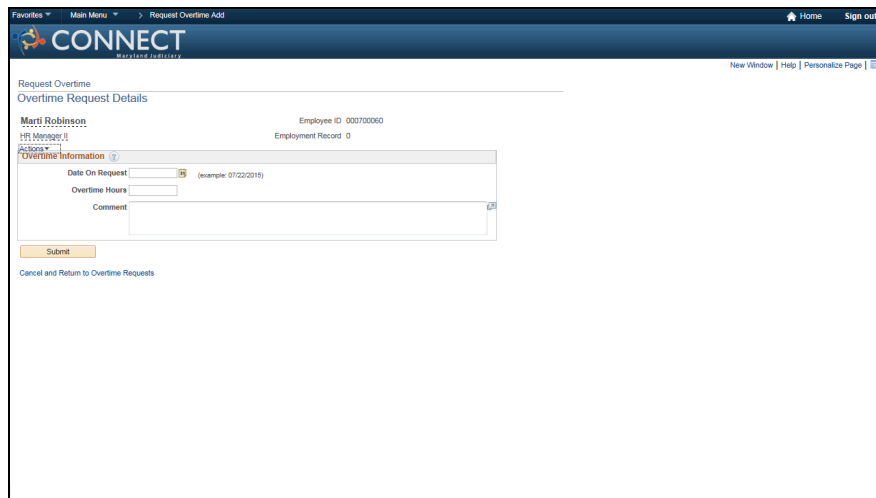 Favorites Main Menu > Request Overtime Add Home Sign out
CONNECT
Maryland Judiciary
New Window | Help | Personalize Page |
Request Overtime
Overtime Request Details
Marti Robinson Employee ID 000700060
HR Manager II Employment Record 0
Actions
Overtime Information ?
Date On Request (example: 07/22/2015)
Overtime Hours
Comment
Submit
Cancel and Return to Overtime Requests